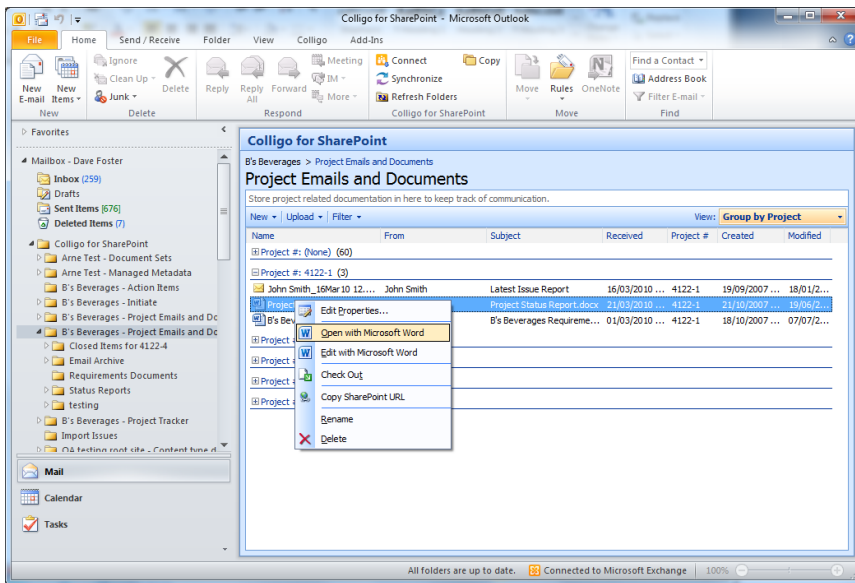 Colligo for SharePoint - Microsoft Outlook
File Home Send / Receive Folder View Colligo Add-Ins
New E-mail
New Items
New
Ignore
Clean Up
Junk
Delete
Delete
Reply
Reply All
Forward
Meeting
IM
More
Respond
Connect
Copy
Synchronize
Refresh Folders
Colligo for SharePoint
Move
Rules
OneNote
Move
Find a Contact
Address Book
Filter E-mail
Find
Favorites
Mailbox - Dave Foster
Inbox (259)
Drafts
Sent Items [676]
Deleted Items (7)
Colligo for SharePoint
Arne Test - Document Sets
Arne Test - Managed Metadata
B's Beverages - Action Items
B's Beverages - Initiate
B's Beverages - Project Emails and Dc
B's Beverages - Project Emails and Dc
Closed Items for 4122-4
Email Archive
Requirements Documents
Status Reports
testing
B's Beverages - Project Tracker
Import Issues
QA testing root site - Content type d
Mail
Calendar
Tasks
Colligo for SharePoint
B's Beverages > Project Emails and Documents
Project Emails and Documents
Store project related documentation in here to keep track of communication.
New Upload Filter View: Group by Project
Name From Subject Received Project # Created Modified
Project #: (None) (60)
Project #: 4122-1 (3)
John Smith_16Mar10 12.... John Smith Latest Issue Report 16/03/2010 ... 4122-1 19/09/2007 ... 18/01/2...
Project Status Report.docx 21/03/2010 ... 4122-1 21/10/2007 ... 19/06/2...
B's Bev B's Beverages Requireme... 01/03/2010 ... 4122-1 18/10/2007 ... 07/07/2...
Project
Project
Project
Project
Edit Properties...
Open with Microsoft Word
Edit with Microsoft Word
Check Out
Copy SharePoint URL
Rename
Delete
All folders are up to date. Connected to Microsoft Exchange 100%